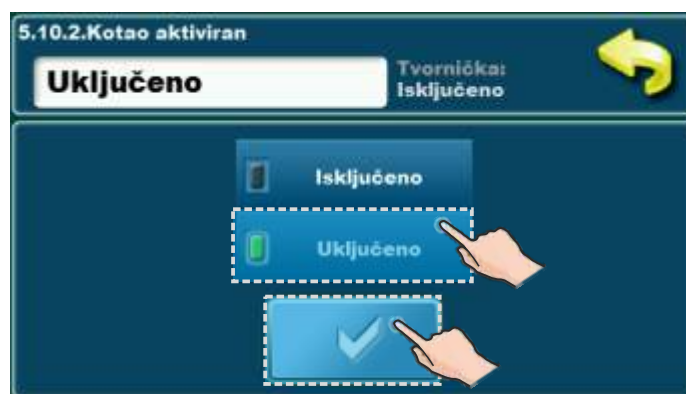 5.10.2.Kotao aktiviran
Uključeno
Tvornička:
Isključeno
Isključeno
Uključeno